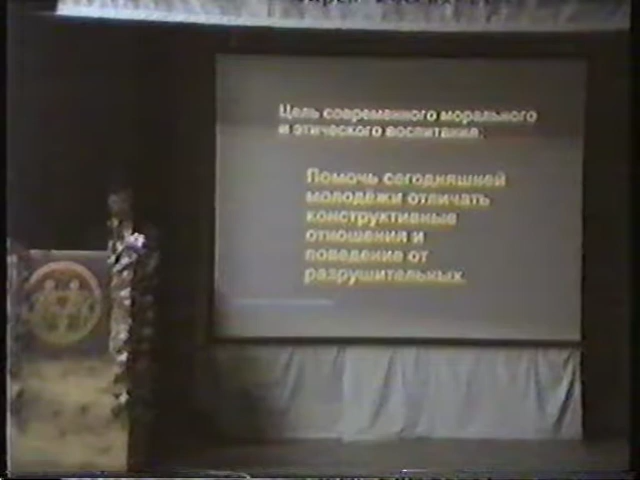 Цель современного морального
и этического воспитания:
Помочь сегодняшней
молодёжи отличать
конструктивные
отношения и
поведение от
разрушительных